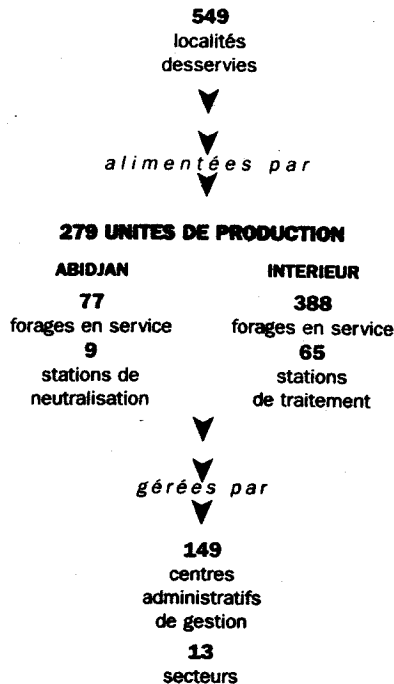 549
localités
desservies
alimentées par
279 UNITES DE PRODUCTION
ABIDJAN
77
forages en service
9
stations de
neutralisation
INTERIEUR
388
forages en service
65
stations
de traitement
gérées par
149
centres
administratifs
de gestion
13
secteurs